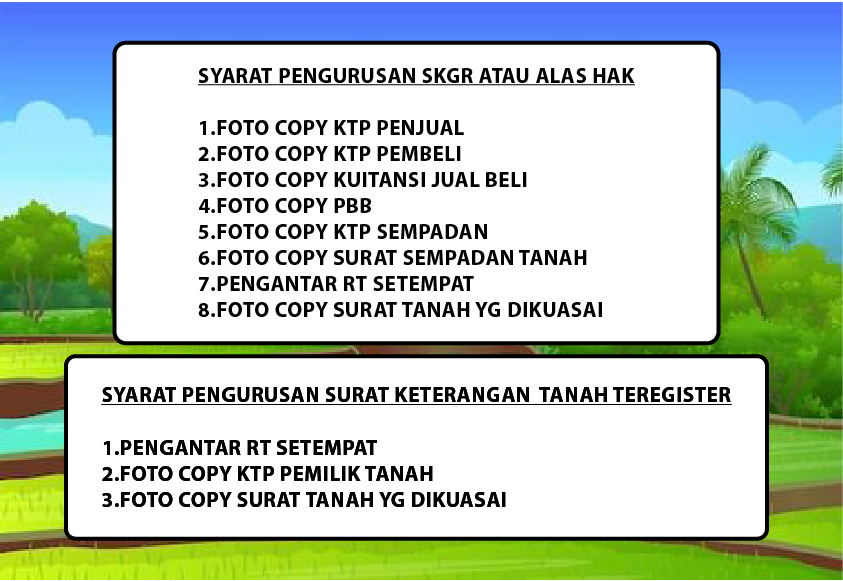 SYARAT PENGURUSAN SKGR ATAU ALAS HAK
1.FOTO COPY KTP PENJUAL
2.FOTO COPY KTP PEMBELI
3.FOTO COPY KUITANSI JUAL BELI
4.FOTO COPY PBB
5.FOTO COPY KTP SEMPADAN
6.FOTO COPY SURAT SEMPADAN TANAH
7.PENGANTAR RT SETEMPAT
8.FOTO COPY SURAT TANAH YG DIKUASAI
SYARAT PENGURUSAN SURAT KETERANGAN TANAH TEREGISTER
1.PENGANTAR RT SETEMPAT
2.FOTO COPY KTP PEMILIK TANAH
3.FOTO COPY SURAT TANAH YG DIKUASAI